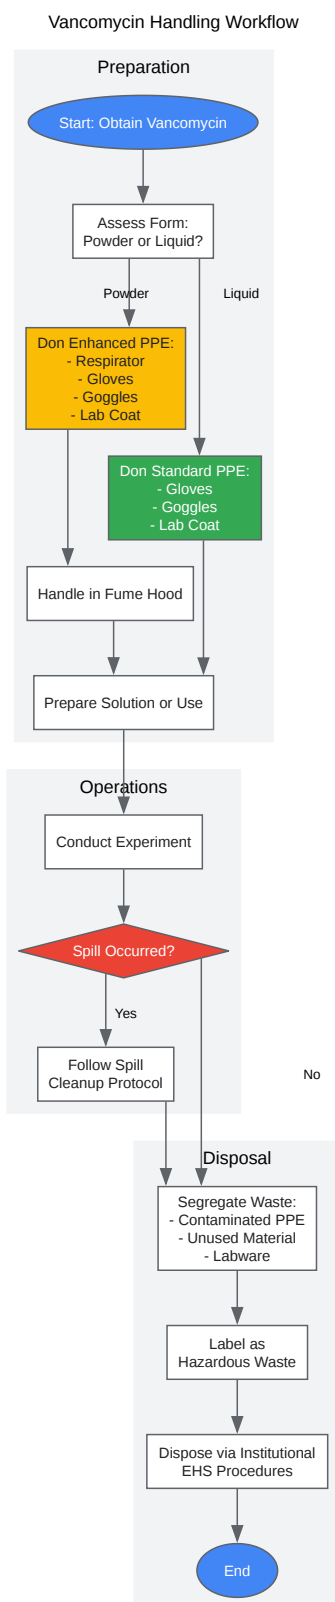 Vancomycin Handling Workflow
Preparation
Start: Obtain Vancomycin
Assess Form:
Powder or Liquid?
Powder
Liquid
Don Enhanced PPE:
- Respirator
- Gloves
- Goggles
- Lab Coat
Don Standard PPE:
- Gloves
- Goggles
- Lab Coat
Handle in Fume Hood
Prepare Solution or Use
Operations
Conduct Experiment
Spill Occurred?
Yes
Follow Spill
Cleanup Protocol
No
Disposal
Segregate Waste:
- Contaminated PPE
- Unused Material
- Labware
Label as
Hazardous Waste
Dispose via Institutional
EHS Procedures
End